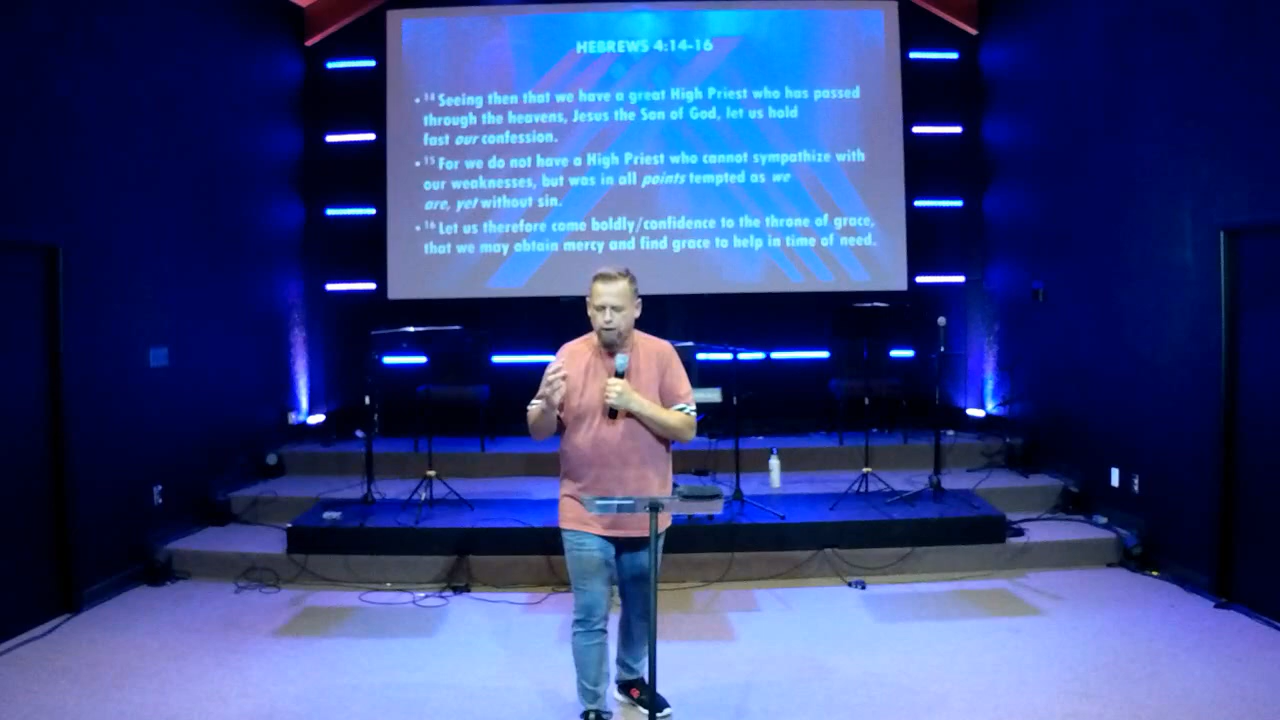 HEBREWS 4:14-16
• 14 Seeing then that we have a great High Priest who has passed
through the heavens, Jesus the Son of God, let us hold
fast our confession.
• 15 For we do not have a High Priest who cannot sympathize with
our weaknesses, but was in all points tempted as we
are, yet without sin.
• 16 Let us therefore come boldly/confidence to the throne of grace,
that we may obtain mercy and find grace to help in time of need.